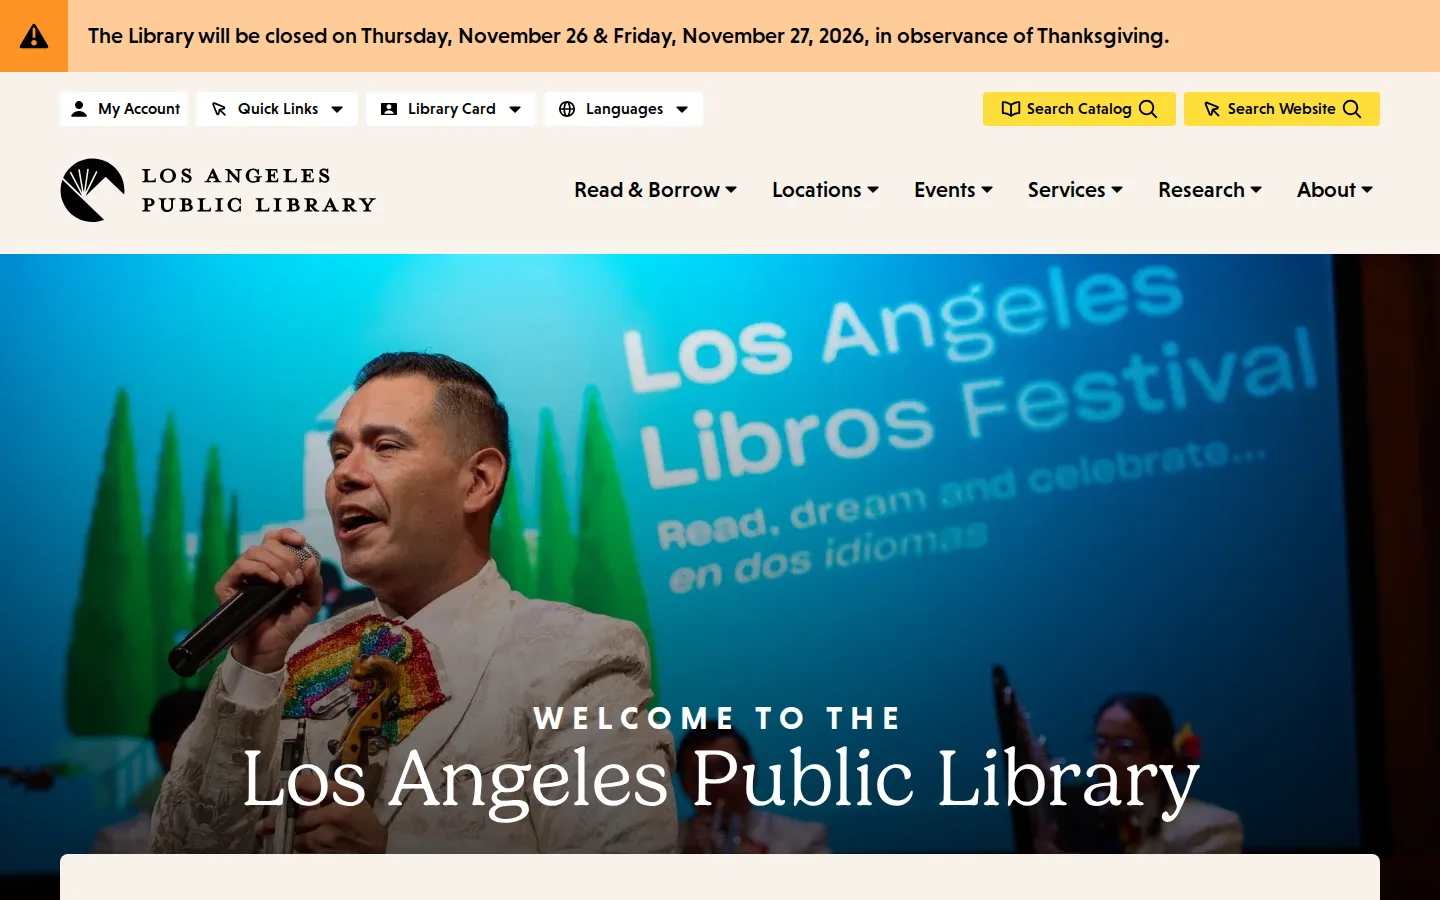 The Library will be closed on Thursday, November 26 & Friday, November 27, 2026, in observance of Thanksgiving.
My Account
Quick Links
Library Card
Languages
Search Catalog
Search Website
LOS ANGELES
PUBLIC LIBRARY
Read & Borrow
Locations
Events
Services
Research
About
Los Angeles
Libros Festival
Read, dream and celebrate...
en dos idiomas
WELCOME TO THE
Los Angeles Public Library